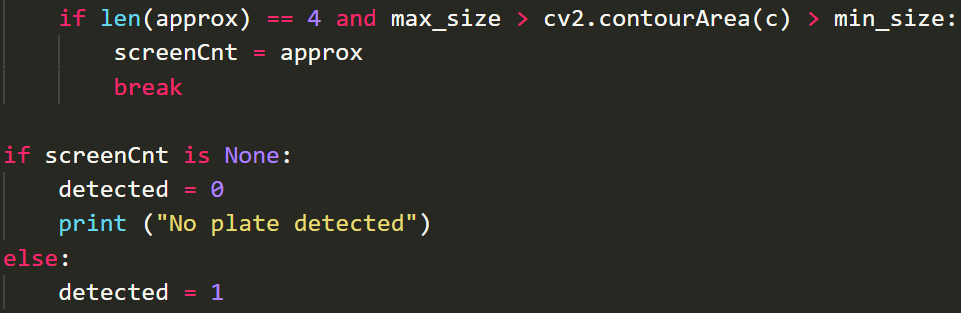 if len(approx) == 4 and max_size > cv2.contourArea(c) > min_size:
screenCnt = approx
break
if screenCnt is None:
detected = 0
print ("No plate detected")
else:
detected = 1